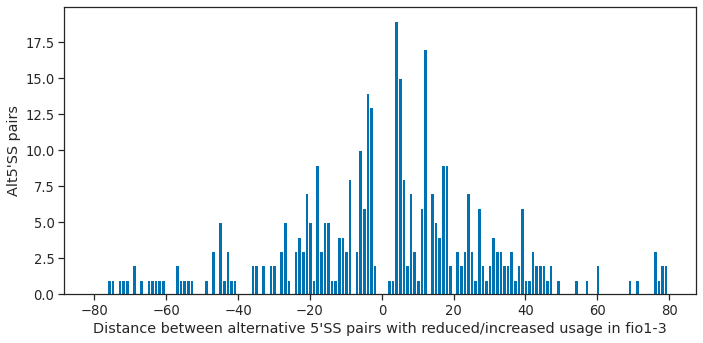 17.5
15.0
12.5
10.0
7.5
5.0
2.5
0.0
Alt5'SS pairs
−80 −60 −40 −20 0 20 40 60 80
Distance between alternative 5'SS pairs with reduced/increased usage in fio1-3